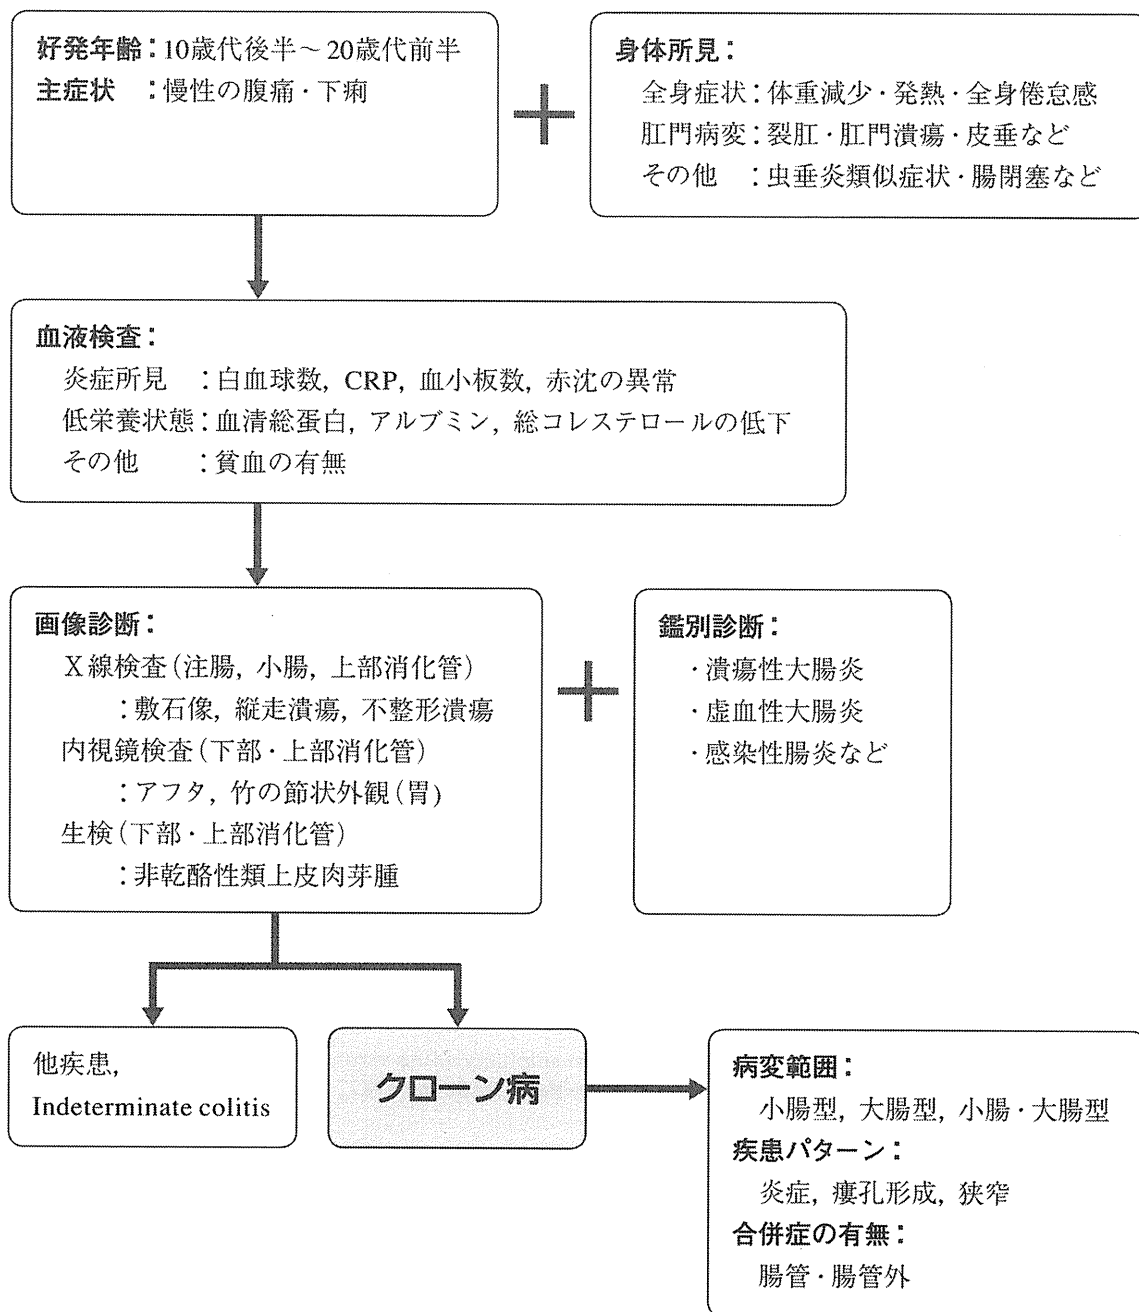 好発年齢：10歳代後半～20歳代前半
主症状　：慢性の腹痛・下痢
身体所見：
全身症状：体重減少・発熱・全身倦怠感
肛門病変：裂肛・肛門潰瘍・皮垂など
その他　：虫垂炎類似症状・腸閉塞など
血液検査：
炎症所見　：白血球数, CRP, 血小板数, 赤沈の異常
低栄養状態：血清総蛋白, アルブミン, 総コレステロールの低下
その他　　：貧血の有無
画像診断：
X線検査(注腸, 小腸, 上部消化管)
：敷石像, 縦走潰瘍, 不整形潰瘍
内視鏡検査(下部・上部消化管)
：アフタ, 竹の節状外観(胃)
生検(下部・上部消化管)
：非乾酪性類上皮肉芽腫
鑑別診断：
・潰瘍性大腸炎
・虚血性大腸炎
・感染性腸炎など
他疾患,
Indeterminate colitis
クローン病
病変範囲：
小腸型, 大腸型, 小腸・大腸型
疾患パターン：
炎症, 瘻孔形成, 狭窄
合併症の有無：
腸管・腸管外